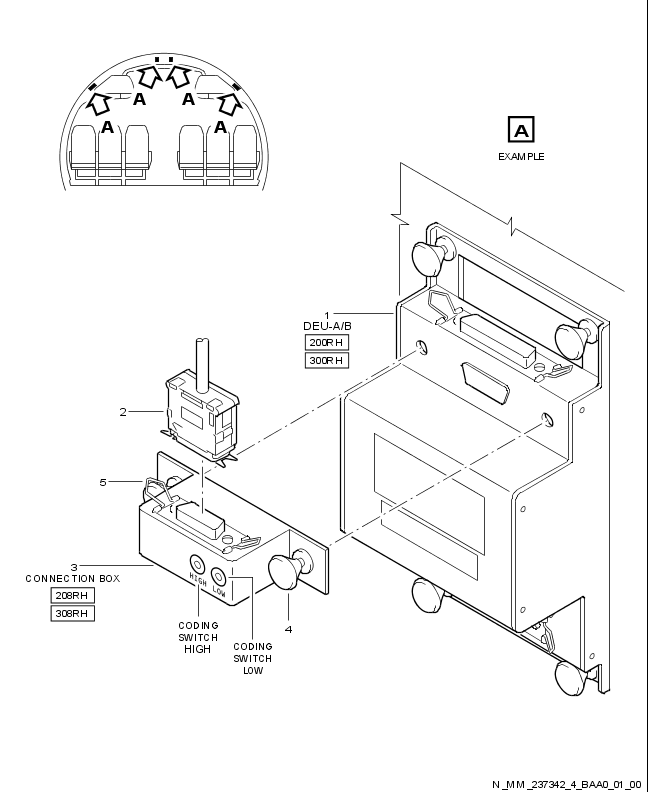 A
A
A
A
A
EXAMPLE
1
DEU-A/B
200RH
300RH
2
5
3
CONNECTION BOX
208RH
308RH
HIGH
LOW
CODING
SWITCH
HIGH
CODING
SWITCH
LOW
4
N_MM_237342_4_BAA0_01_00